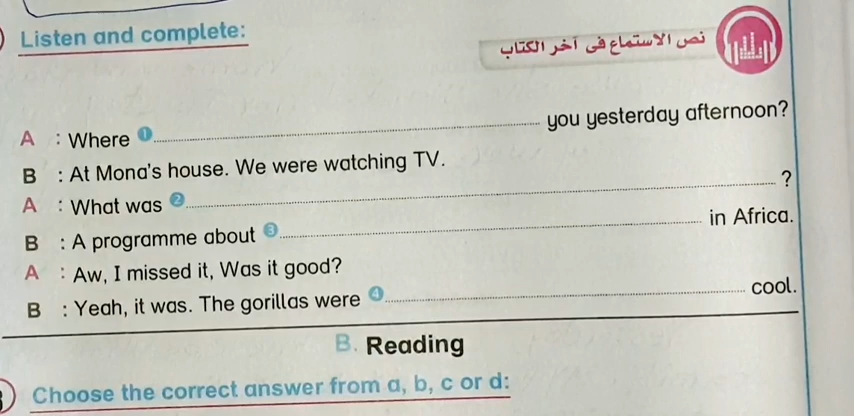 Listen and complete:
نص الاستماع فى آخر الكتاب
A : Where ① ........ you yesterday afternoon?
B : At Mona's house. We were watching TV.
A : What was ② ........ ?
B : A programme about ③ ........ in Africa.
A : Aw, I missed it, Was it good?
B : Yeah, it was. The gorillas were ④ ........ cool.
B. Reading
Choose the correct answer from a, b, c or d: